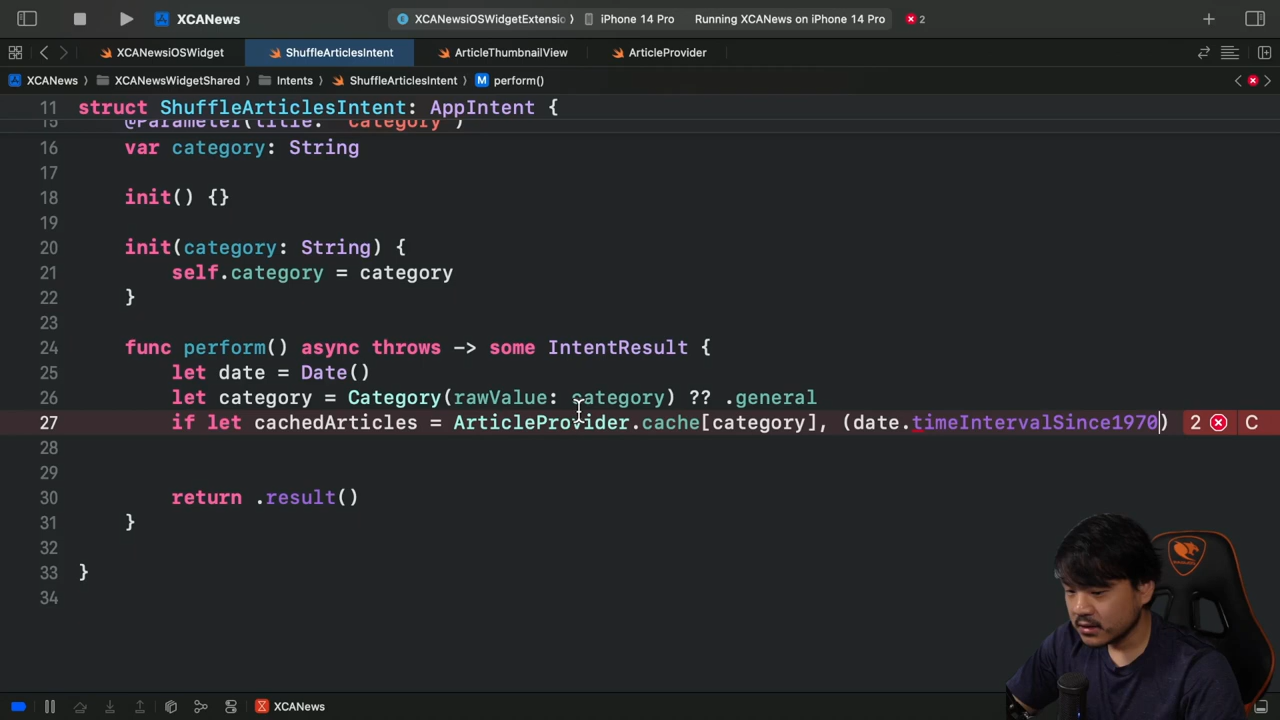 XCANews
XCANewsiOSWidgetExtensio
iPhone 14 Pro
Running XCANews on iPhone 14 Pro
2
XCANewsiOSWidget
ShuffleArticlesIntent
ArticleThumbnailView
ArticleProvider
XCANews
XCANewsWidgetShared
Intents
ShuffleArticlesIntent
M perform()
11 struct ShuffleArticlesIntent: AppIntent {
15 @Parameter(title: "category")
16 var category: String
17
18 init() {}
19
20 init(category: String) {
21 self.category = category
22 }
23
24 func perform() async throws -> some IntentResult {
25 let date = Date()
26 let category = Category(rawValue: category) ?? .general
27 if let cachedArticles = ArticleProvider.cache[category], (date.timeIntervalSince1970) 2 C
28
29
30 return .result()
31 }
32
33 }
34
XCANews